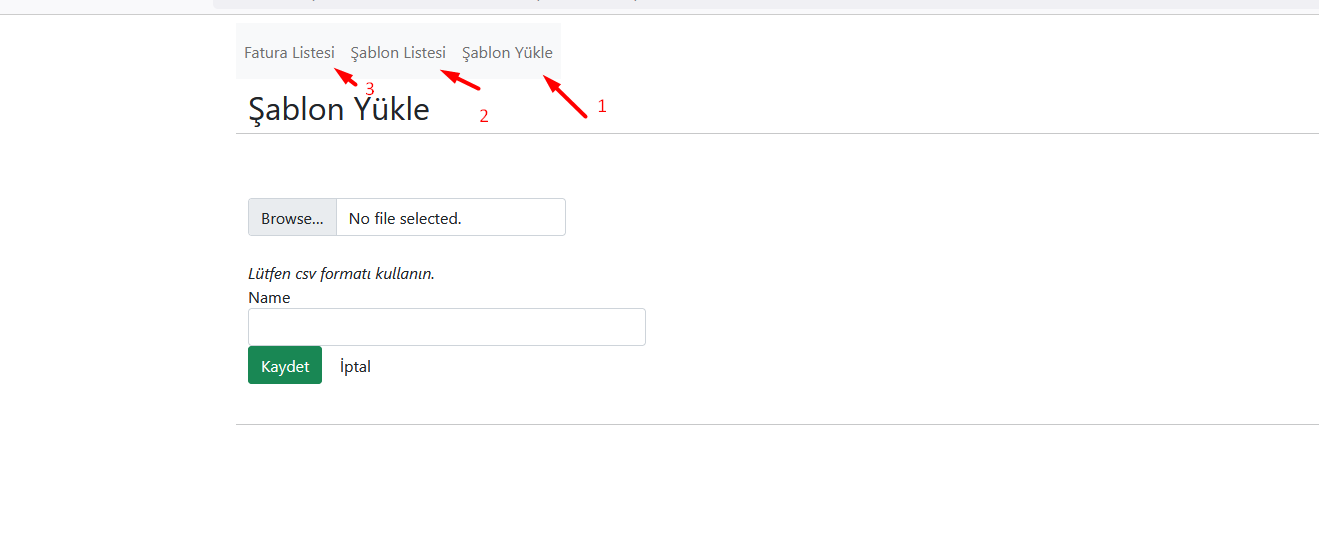 Fatura Listesi Şablon Listesi Şablon Yükle
3
2
1
Şablon Yükle
Browse... No file selected.
Lütfen csv formatı kullanın.
Name
Kaydet İptal